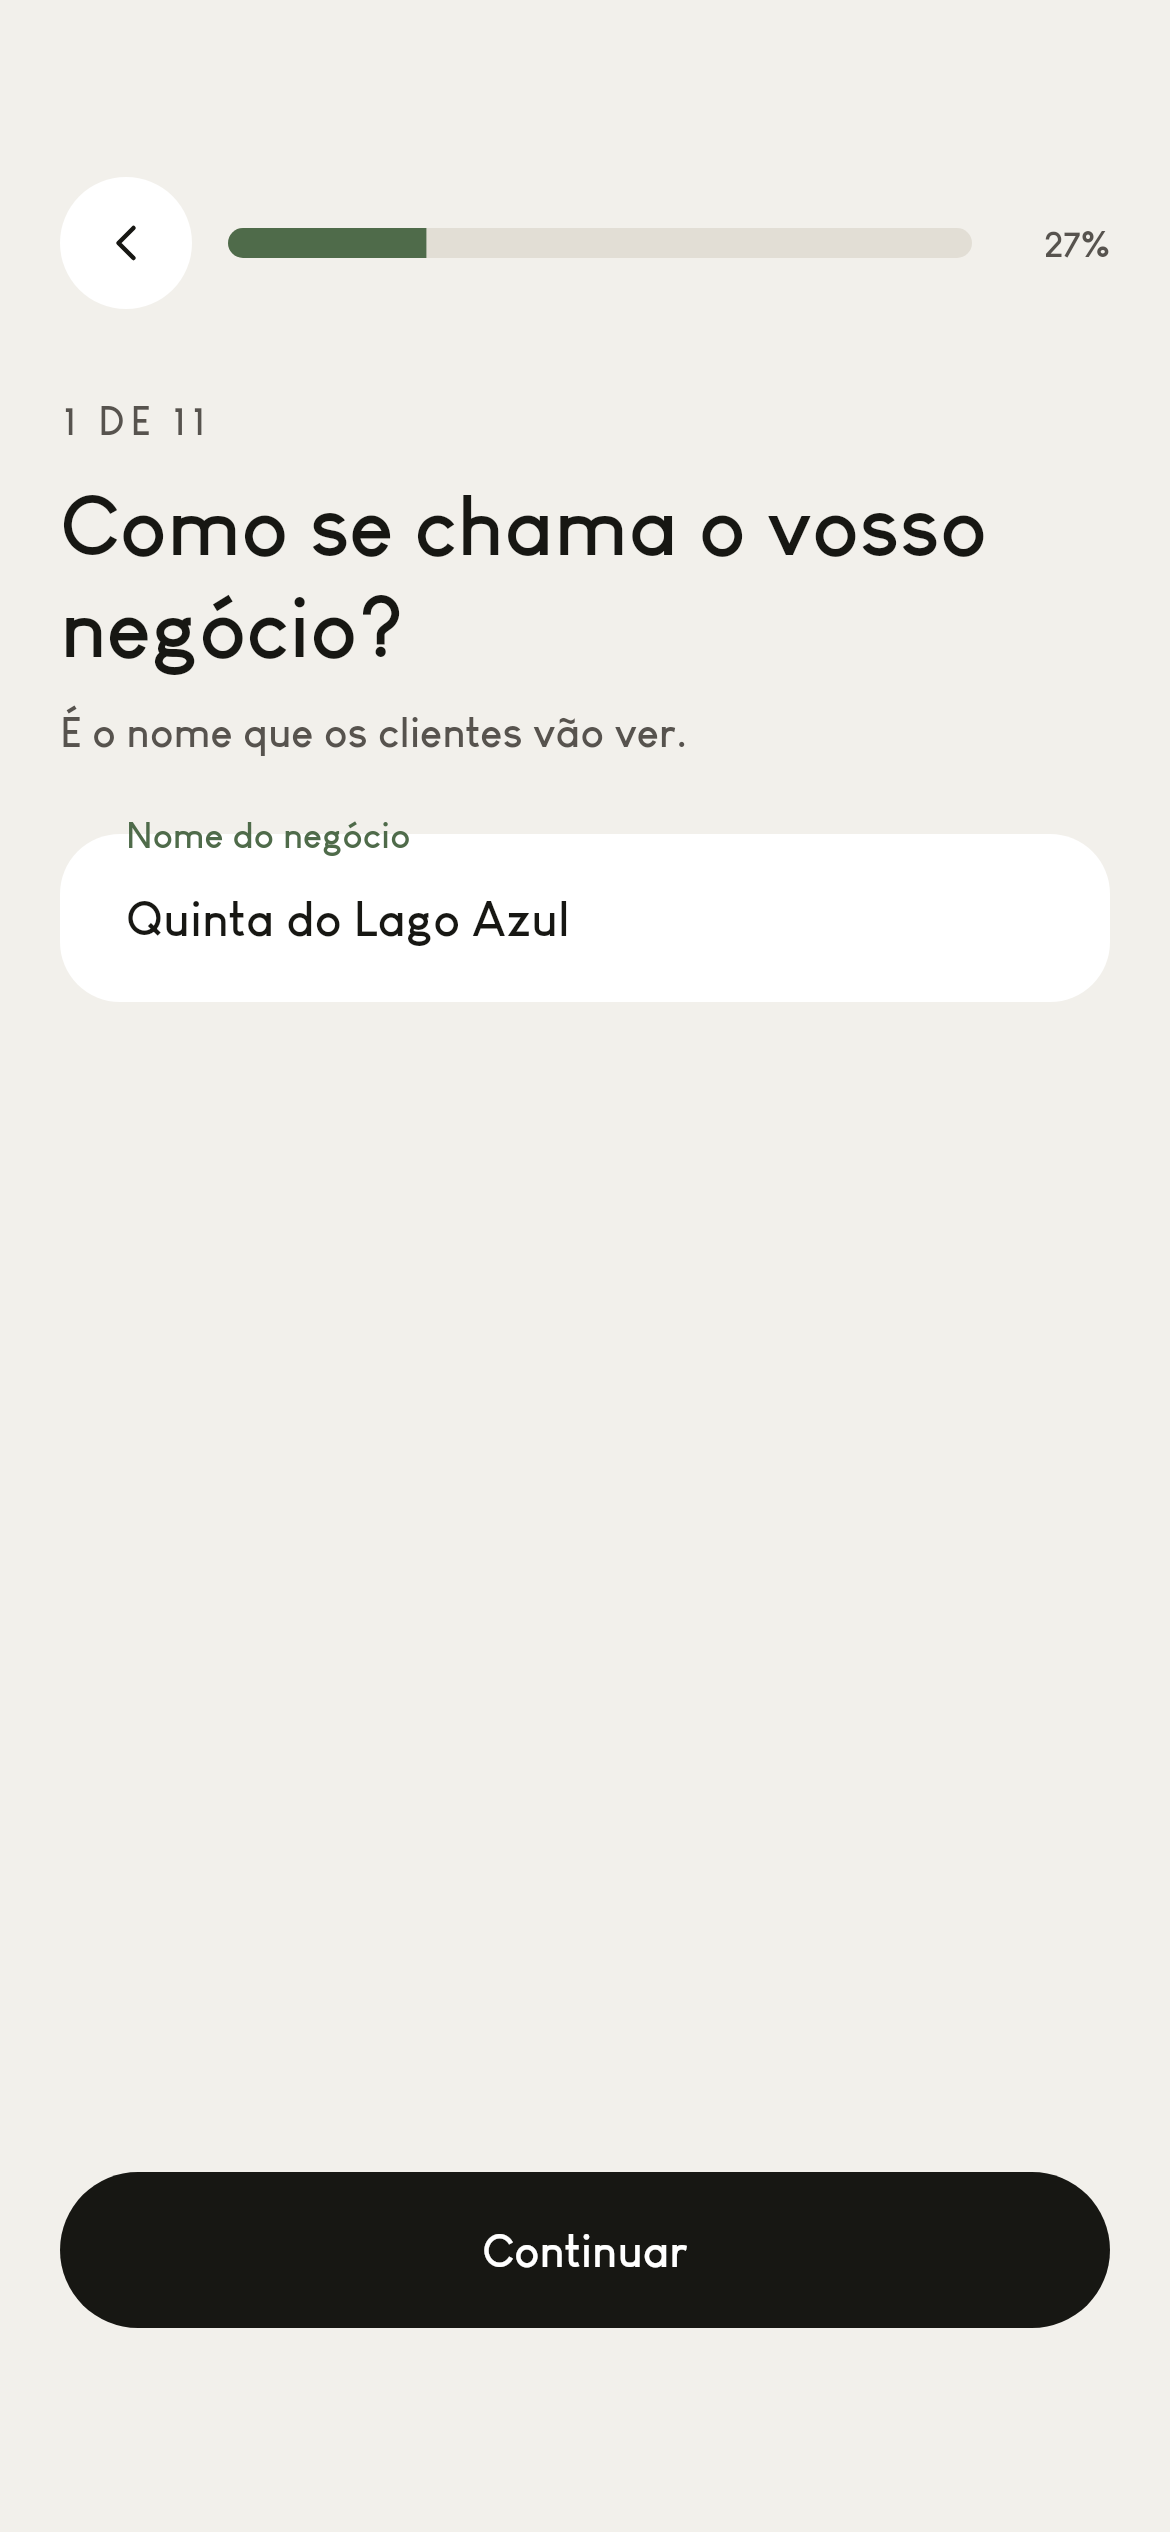 27%
1 DE 11
Como se chama o vosso
negócio?
É o nome que os clientes vão ver.
Nome do negócio
Quinta do Lago Azul
Continuar